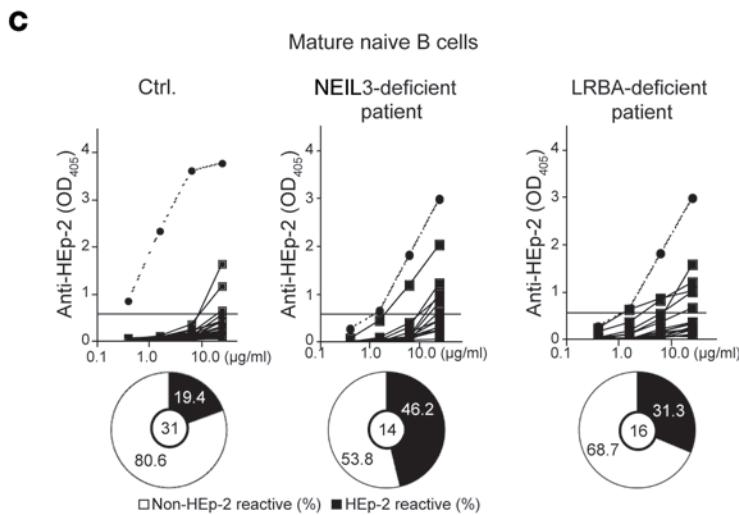 c
Mature naive B cells
Ctrl.
NEIL3-deficient
patient
LRBA-deficient
patient
Anti-HEp-2 (OD405)
4
3
2
1
0
0.1 1.0 10.0 (µg/ml)
Anti-HEp-2 (OD405)
4
3
2
1
0
0.1 1.0 10.0 (µg/ml)
Anti-HEp-2 (OD405)
4
3
2
1
0
0.1 1.0 10.0 (µg/ml)
19.4
31
80.6
46.2
14
53.8
31.3
16
68.7
Non-HEp-2 reactive (%) HEp-2 reactive (%)